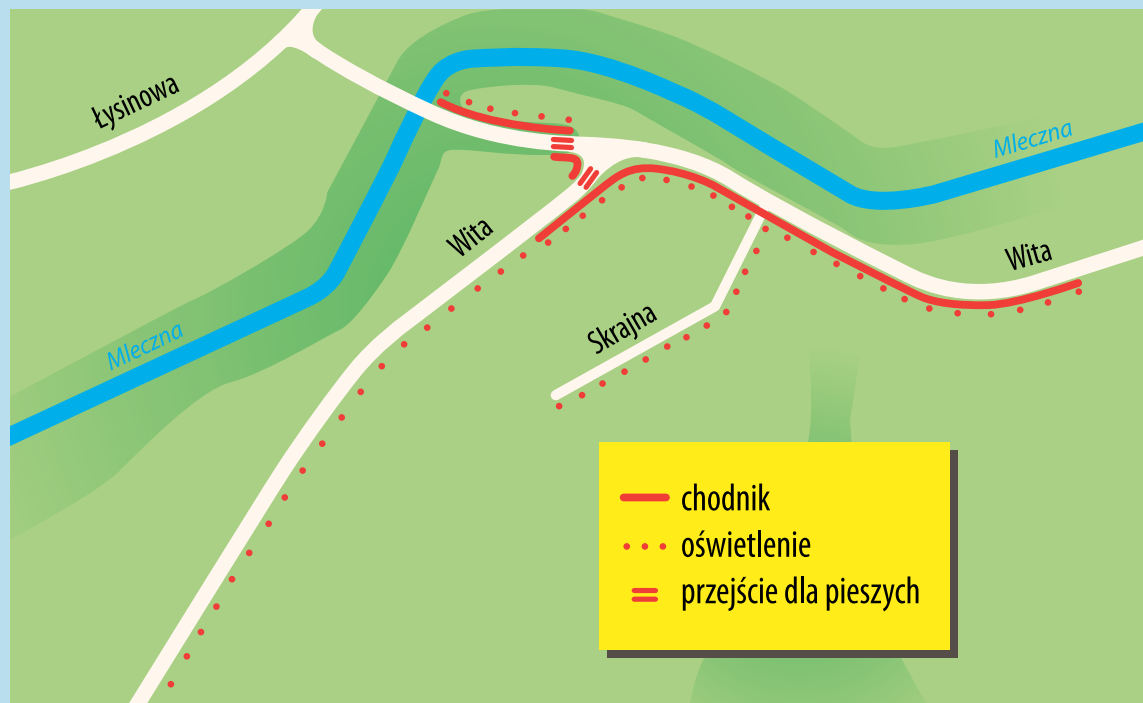 Łysinowa
Mleczna
Wita
Wita
Skrajna
Mleczna
chodnik
oświetlenie
przejście dla pieszych